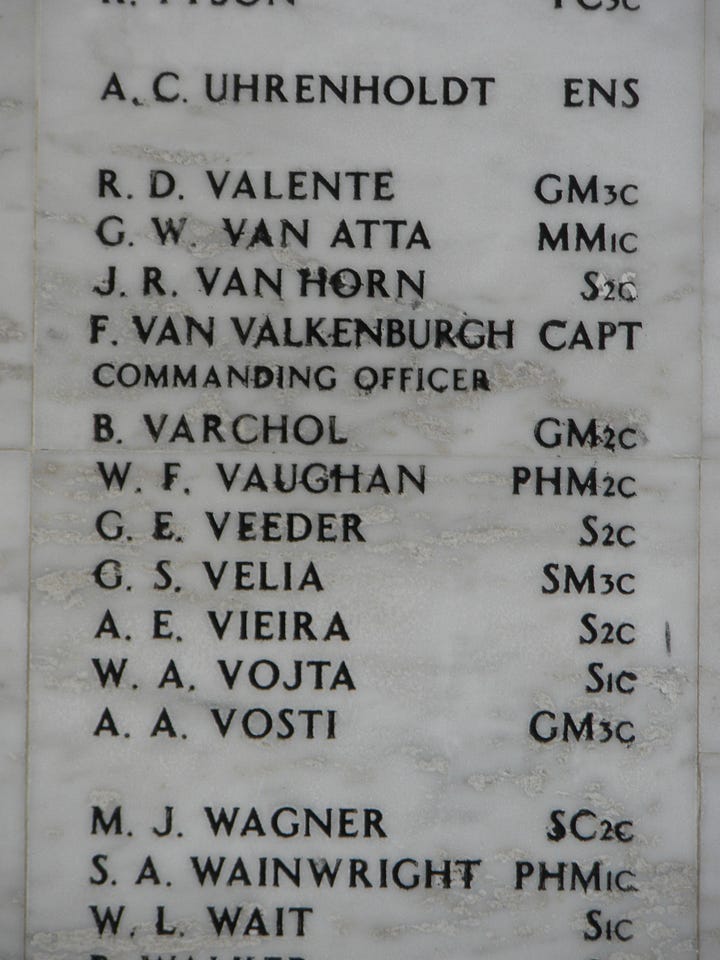 A. C. UHRENHOLDT ENS
R. D. VALENTE GM3C
G. W. VAN ATTA MM1C
J. R. VAN HORN S2C
F. VAN VALKENBURGH CAPT
COMMANDING OFFICER
B. VARCHOL GM2C
W. F. VAUGHAN PHM2C
G. E. VEEDER S2C
G. S. VELIA SM3C
A. E. VIEIRA S2C
W. A. VOJTA S1C
A. A. VOSTI GM3C
M. J. WAGNER SC2C
S. A. WAINWRIGHT PHM1C
W. L. WAIT S1C